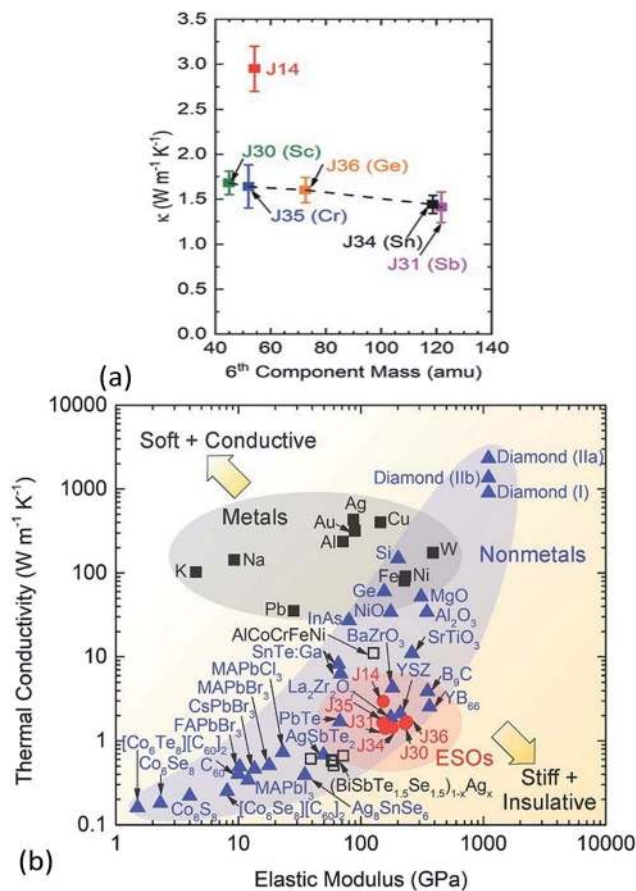 3.5
3.0
2.5
2.0
1.5
1.0
0.5
0.0
κ (W m⁻¹ K⁻¹)
J14
J30 (Sc)
J36 (Ge)
J35 (Cr)
J34 (Sn)
J31 (Sb)
40 60 80 100 120 140
6th Component Mass (amu)
(a)
10000
1000
100
10
1
0.1
Thermal Conductivity (W m⁻¹ K⁻¹)
Soft +
Conductive
Diamond (IIa)
Diamond (IIb)
Diamond (I)
Metals
Nonmetals
Ag
Au
Cu
Al
Si
W
K
Na
Fe
Ni
Pb
Ge
MgO
InAs
NiO
Al₂O₃
AlCoCrFeNi
BaZrO₃
SrTiO₃
SnTe:Ga
J14
YSZ
MAPbCl₃
La₂Zr₂O₇
B₉C
MAPbBr₃
J35
YB₆₆
CsPbBr₃
PbTe
J31
J36
FAPbBr₃
AgSbTe₂
J34
J30
ESOs
[Co₆Te₈][C₆₀]₂
Co₆Se₈
C₆₀
MAPbI₃
(BiSbTe₁.₅Se₁.₅)₁₋ₓAgₓ
Stiff +
Insulative
Co₆S₈
[Co₆Se₈][C₆₀]₂
Ag₈SnSe₆
1 10 100 1000 10000
Elastic Modulus (GPa)
(b)